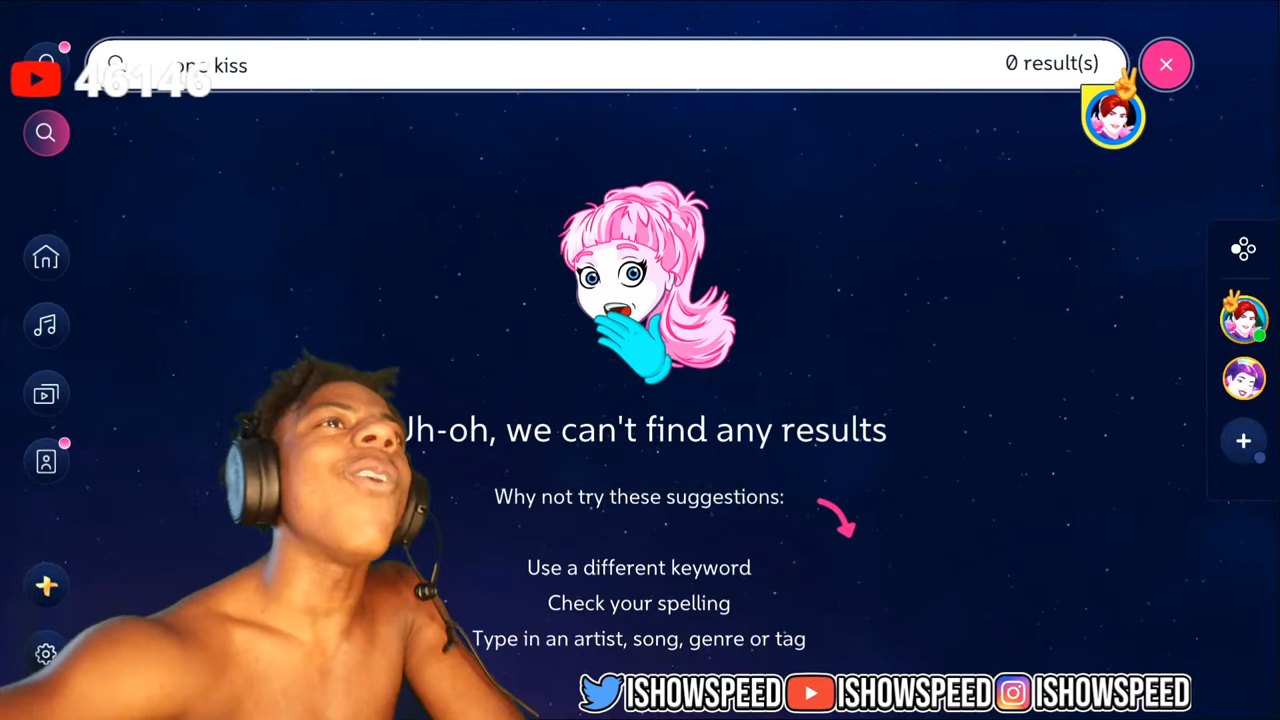 one kiss
0 result(s)
46146
Uh-oh, we can't find any results
Why not try these suggestions:
Use a different keyword
Check your spelling
Type in an artist, song, genre or tag
ISHOWSPEED ISHOWSPEED ISHOWSPEED